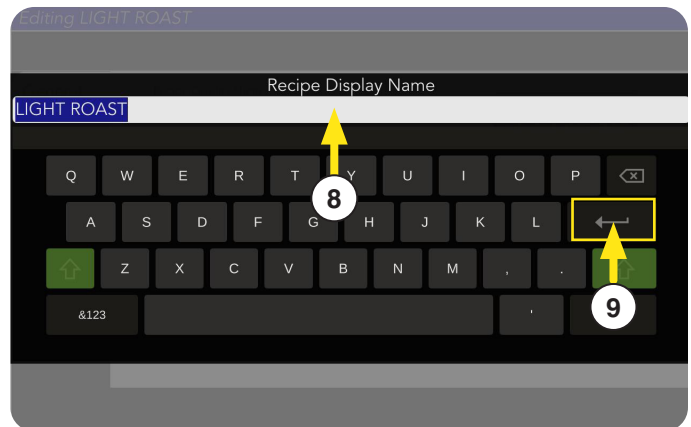 Editing LIGHT ROAST
Recipe Display Name
LIGHT ROAST
Q W E R T Y U I O P
8
A S D F G H J K L
Z X C V B N M , .
&123 '
9